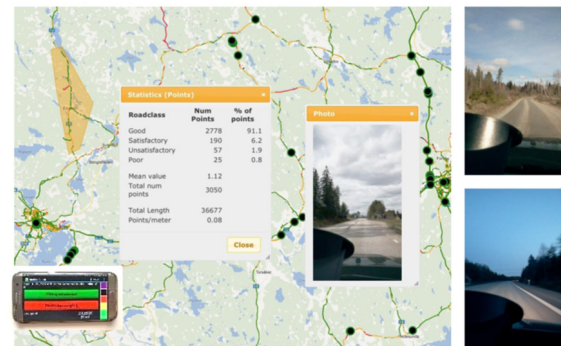 Statistics (Points)
Roadclass Num Points % of points
Good 2778 91.1
Satisfactory 190 6.2
Unsatisfactory 57 1.9
Poor 25 0.8
Mean value 1.12
Total num points 3050
Total Length 36677
Points/meter 0.08
Close
Photo